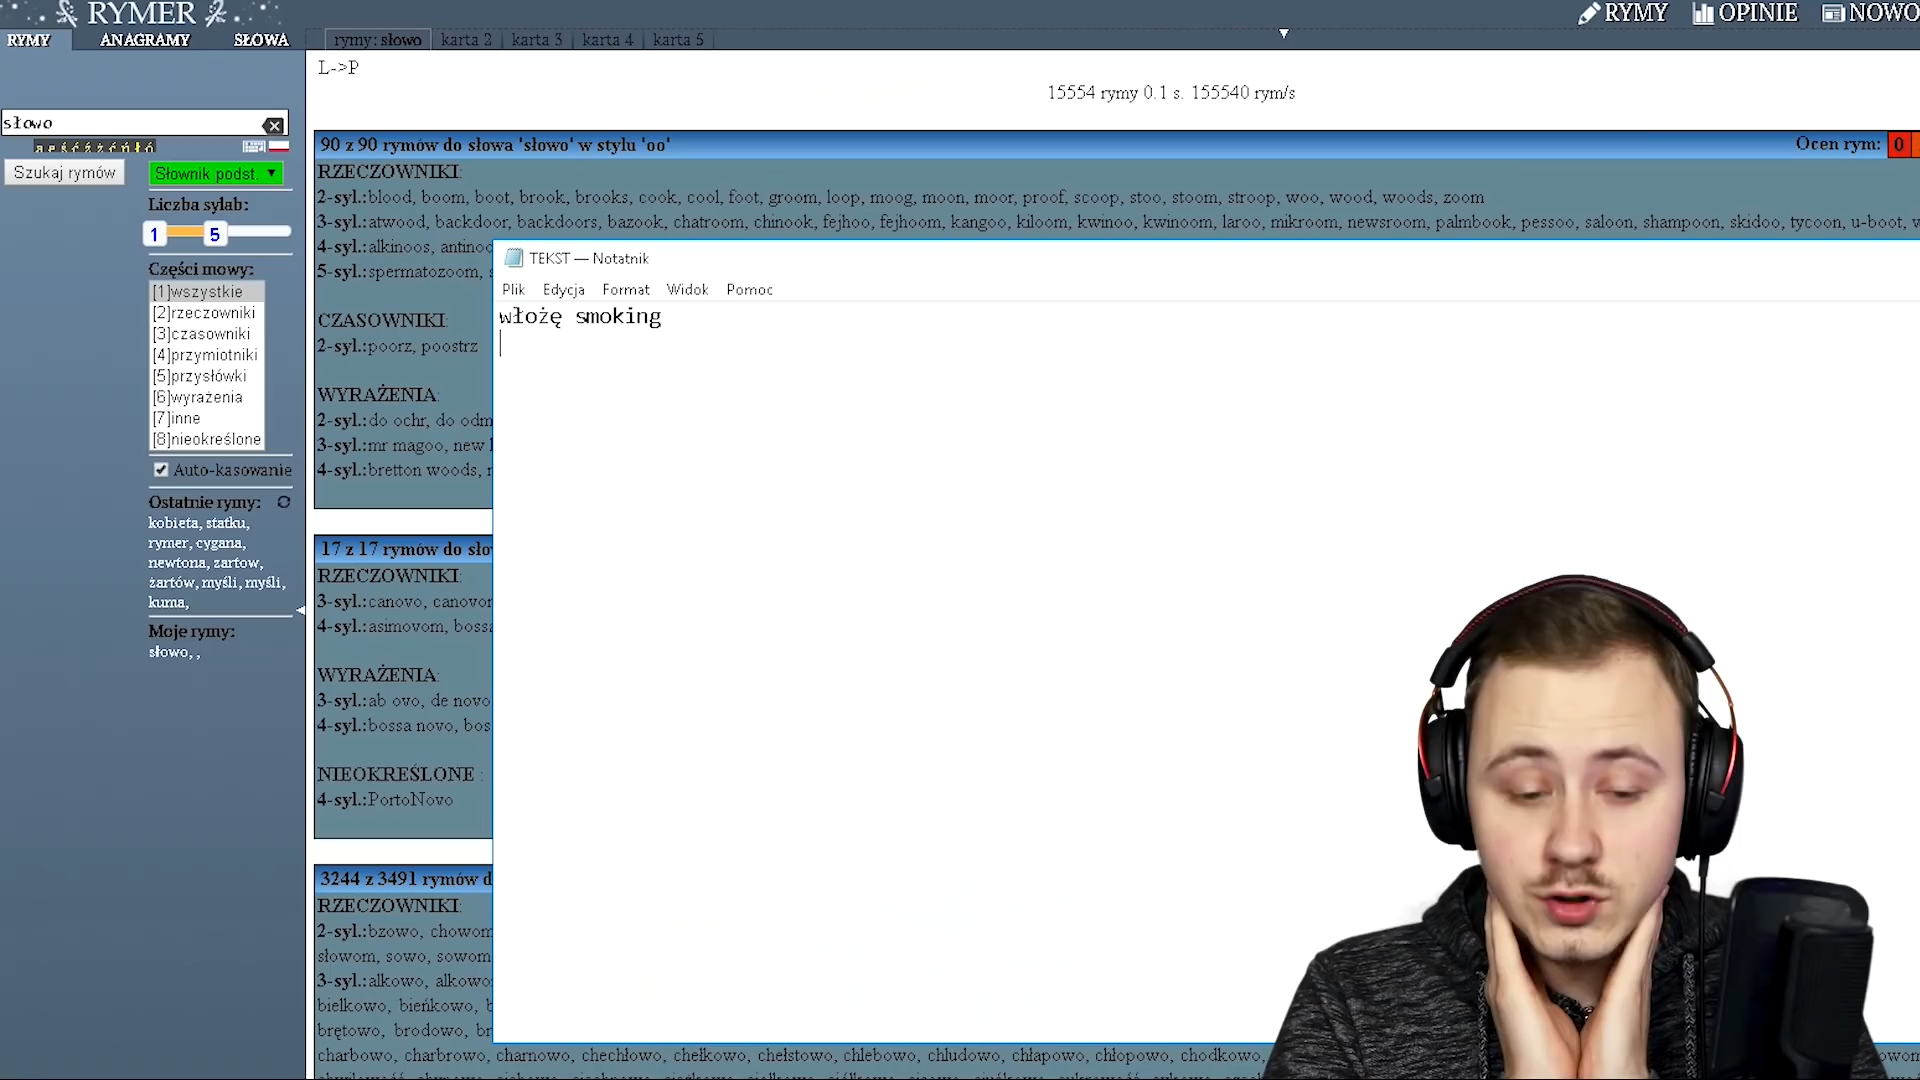 RYMER
RYMY
OPINIE
NOWO
RYMY
ANAGRAMY
SŁOWA
rymy: słowo
karta 2
karta 3
karta 4
karta 5
L->P
15554 rymy 0.1 s. 155540 rym/s
słowo
Szukaj rymów
Słownik podst.
Liczba sylab:
1
5
Części mowy:
[1]wszystkie
[2]rzeczowniki
[3]czasowniki
[4]przymiotniki
[5]przysłówki
[6]wyrażenia
[7]inne
[8]nieokreślone
Auto-kasowanie
Ostatnie rymy:
kobieta, statku,
rymer, cygana,
newtona, zartow,
żartów, myśli, myśli,
kuma,
Moje rymy:
słowo, ,
90 z 90 rymów do słowa 'słowo' w stylu 'oo'
Ocen rym: 0
RZECZOWNIKI:
2-syl.:blood, boom, boot, brook, brooks, cook, cool, foot, groom, loop, moog, moon, moor, proof, scoop, stoo, stoom, stroop, woo, wood, woods, zoom
3-syl.:atwood, backdoor, backdoors, bazook, chatroom, chinook, fejhoo, fejhoom, kangoo, kiloom, kwinoo, kwinoom, laroo, mikroom, newsroom, palmbook, pessoo, saloon, shampoon, skidoo, tycoon, u-boot,
4-syl.:alkinoos, antinoo
5-syl.:spermatozoom,
CZASOWNIKI:
2-syl.:poorz, poostrz
WYRAŻENIA:
2-syl.:do ochr, do odm
3-syl.:mr magoo, new
4-syl.:bretton woods,
17 z 17 rymów do sło
RZECZOWNIKI:
3-syl.:canovo, canovom
4-syl.:asimovom, bossa
WYRAŻENIA:
3-syl.:ab ovo, de novo
4-syl.:bossa novo, bos
NIEOKREŚLONE :
4-syl.:PortoNovo
3244 z 3491 rymów d
RZECZOWNIKI:
2-syl.:bzowo, chowom
słowom, sowo, sowom
3-syl.:alkowo, alkowo
bielkowo, bieńkowo, b
brętowo, brodowo, br
charbowo, charbrowo, charnowo, chechłowo, chełkowo, chełstowo, chlebowo, chludowo, chłapowo, chłopowo, chodkowo,
TEKST — Notatnik
Plik
Edycja
Format
Widok
Pomoc
włożę smoking